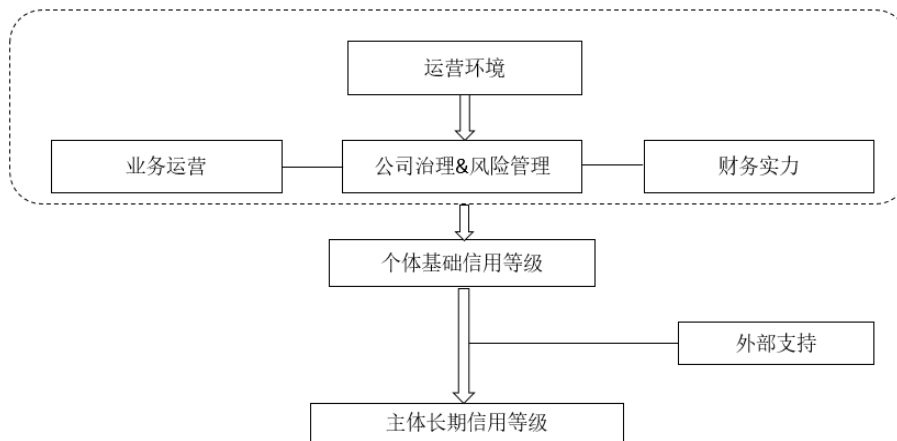 运营环境
业务运营
公司治理&风险管理
财务实力
个体基础信用等级
外部支持
主体长期信用等级